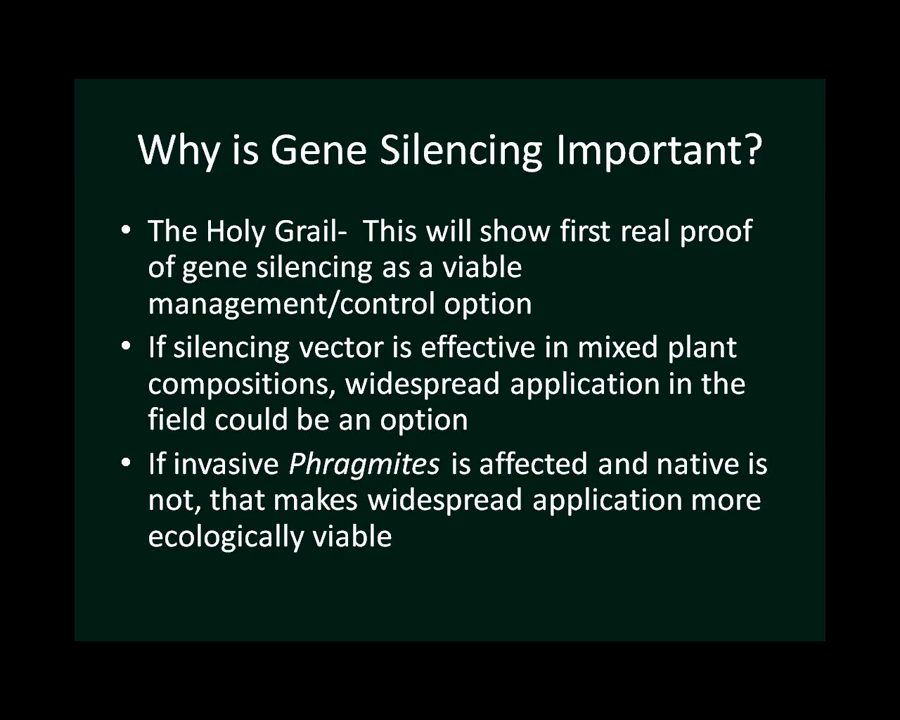 Why is Gene Silencing Important?
• The Holy Grail-  This will show first real proof
of gene silencing as a viable
management/control option
• If silencing vector is effective in mixed plant
compositions, widespread application in the
field could be an option
• If invasive Phragmites is affected and native is
not, that makes widespread application more
ecologically viable